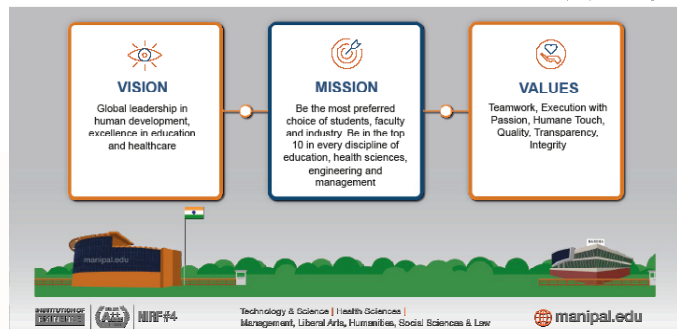 VISION
Global leadership in
human development,
excellence in education
and healthcare
MISSION
Be the most preferred
choice of students, faculty
and industry. Be in the top
10 in every discipline of
education, health sciences,
engineering and
management
VALUES
Teamwork, Execution with
Passion, Humane Touch,
Quality, Transparency,
Integrity
manipal.edu
INSTITUTION OF
A++
NIRF#4
Technology & Science | Health Sciences |
Management, Liberal Arts, Humanities, Social Sciences & Law
manipal.edu